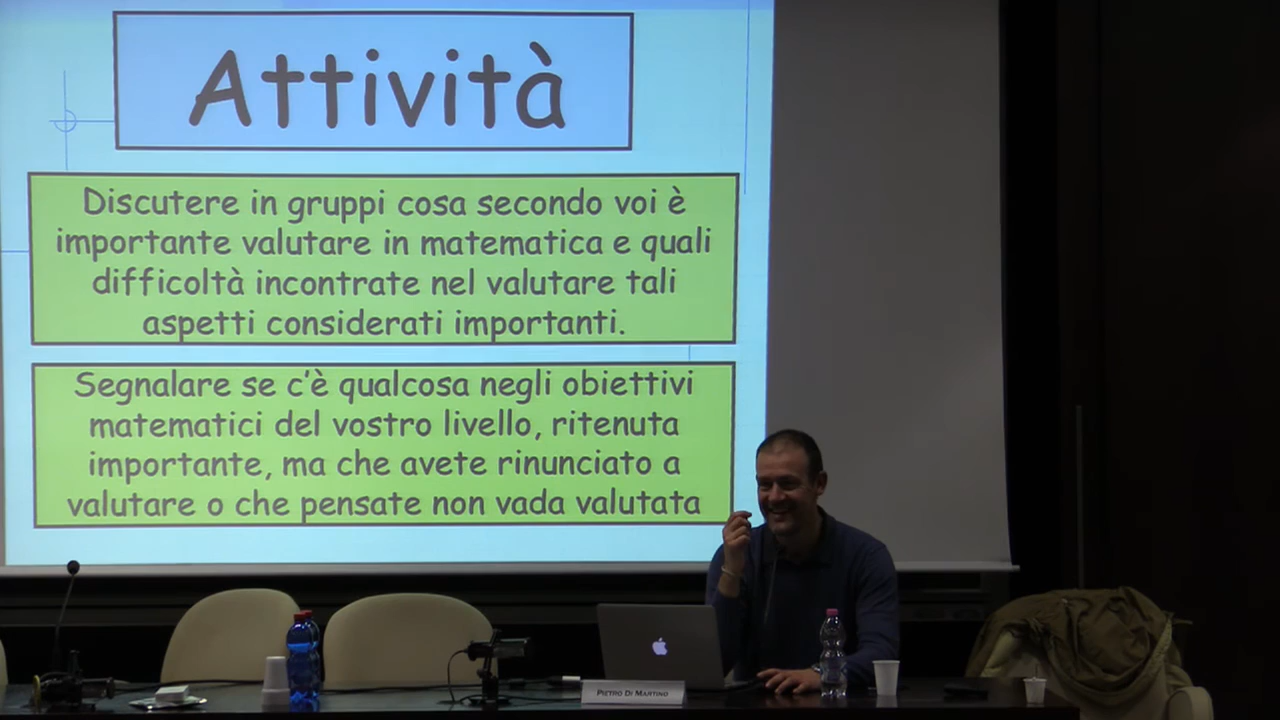 Attività
Discutere in gruppi cosa secondo voi è
importante valutare in matematica e quali
difficoltà incontrate nel valutare tali
aspetti considerati importanti.
Segnalare se c'è qualcosa negli obiettivi
matematici del vostro livello, ritenuta
importante, ma che avete rinunciato a
valutare o che pensate non vada valutata
PIETRO DI MARTINO